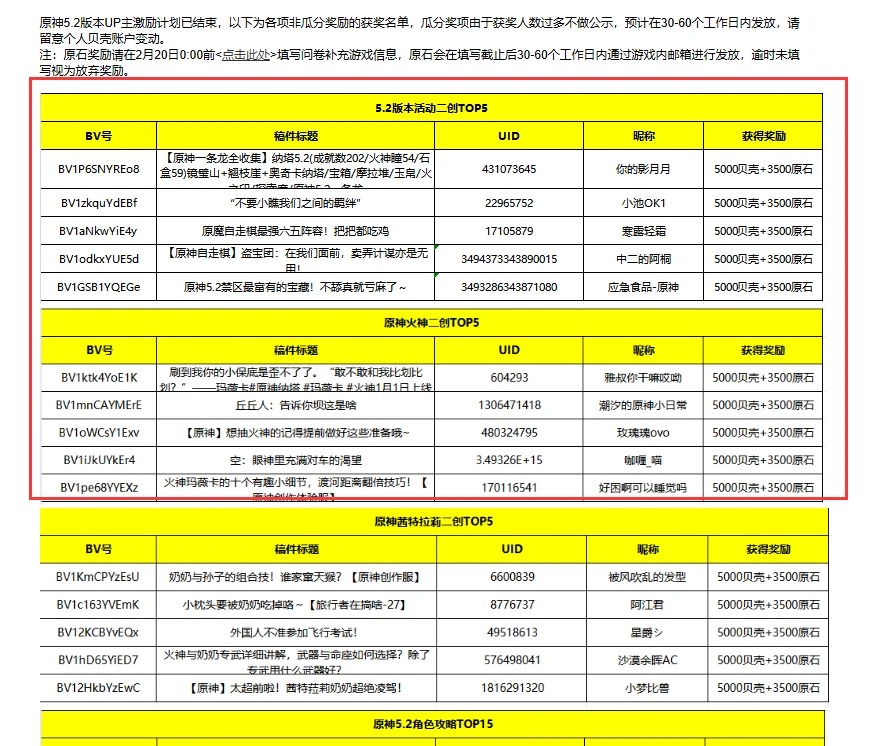 原神5.2版本UP主激励计划已结束，以下为各项非瓜分奖励的获奖名单，瓜分奖项由于获奖人数过多不做公示，预计在30-60个工作日内发放，请
留意个人贝壳账户变动。
注：原石奖励请在2月20日0:00前<点击此处>填写问卷补充游戏信息，原石会在填写截止后30-60个工作日内通过游戏内邮箱进行发放，逾时未填
写视为放弃奖励。
5.2版本活动二创TOP5
BV号 稿件标题 UID 昵称 获得奖励
【原神一条龙全收集】纳塔5.2(成就数202/火神瞳54/石
BV1P6SNYREo8 盒59)镜璧山+翘枝崖+奥奇卡纳塔/宝箱/摩拉堆/玉帛/火 431073645 你的影月月 5000贝壳+3500原石
BV1zkquYdEBf “不要小瞧我们之间的羁绊” 22965752 小池OK1 5000贝壳+3500原石
BV1aNkwYiE4y 原魔自走棋最强六五阵容！把把都吃鸡 17105879 寒露轻霜 5000贝壳+3500原石
BV1odkxYUE5d 【原神自走棋】盗宝团：在我们面前，卖弄计谋亦是无 3494373343890015 中二的阿桐 5000贝壳+3500原石
用！
BV1GSB1YQEGe 原神5.2禁区最富有的宝藏！不舔真就亏麻了~ 3493286343871080 应急食品-原神 5000贝壳+3500原石
原神火神二创TOP5
BV号 稿件标题 UID 昵称 获得奖励
刷到我你的小保底是歪不了了。“敢不敢和我比划比
BV1ktk4YoE1K 划？”——玛薇卡#原神纳塔 #玛薇卡 #火神1月1日上线 604293 雅叔你干嘛哎呦 5000贝壳+3500原石
BV1mnCAYMErE 丘丘人：告诉你坝这是啥 1306471418 潮汐的原神小日常 5000贝壳+3500原石
BV1oWCsY1Exv 【原神】想抽火神的记得提前做好这些准备哦~ 480324795 玫瑰瑰ovo 5000贝壳+3500原石
BV1iJkUYkEr4 空：眼神里充满对车的渴望 3.49326E+15 咖喱_喵 5000贝壳+3500原石
BV1pe68YYEXz 火神玛薇卡的十个有趣小细节，渡河距离翻倍技巧！【 170116541 好困啊可以睡觉吗 5000贝壳+3500原石
原神创作体验服】
原神茜特拉莉二创TOP5
BV号 稿件标题 UID 昵称 获得奖励
BV1KmCPYzEsU 奶奶与孙子的组合技！谁家窜天猴？【原神创作服】 6600839 被风吹乱的发型 5000贝壳+3500原石
BV1c163YVEmK 小枕头要被奶奶吃掉咯~【旅行者在搞啥-27】 8776737 阿江君 5000贝壳+3500原石
BV12KCBYvEQx 外国人不准参加飞行考试！ 49518613 星爵シ 5000贝壳+3500原石
BV1hD65YiED7 火神与奶奶专武详细讲解，武器与命座如何选择？除了 576498041 沙漠余晖AC 5000贝壳+3500原石
专武用什么武器好？
BV12HkbYzEwC 【原神】太超前啦！茜特菈莉奶奶超绝凌驾！ 1816291320 小梦比兽 5000贝壳+3500原石
原神5.2角色攻略TOP15